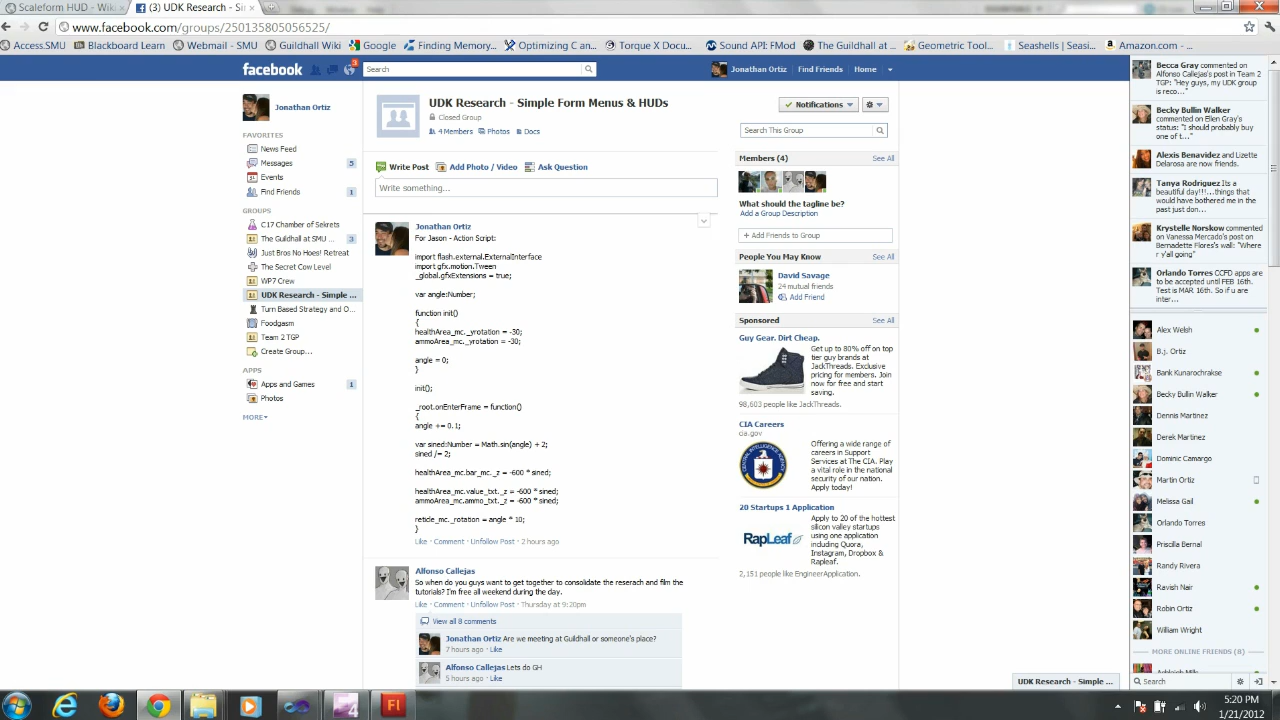 Scaleform HUD - Wiki
(3) UDK Research - Sim
www.facebook.com/groups/250135805056525/
Access.SMU
Blackboard Learn
Webmail - SMU
Guildhall Wiki
Google
Finding Memory...
Optimizing C an...
Torque X Docu...
Sound API: FMod
The Guildhall at ...
Geometric Tool...
Seashells | Seasi...
Amazon.com - ...
facebook
3
Search
Jonathan Ortiz
Find Friends
Home
Jonathan Ortiz
FAVORITES
News Feed
Messages 5
Events
Find Friends 1
GROUPS
C17 Chamber of Sekrets
The Guildhall at SMU ... 3
Just Bros No Hoes! Retreat
The Secret Cow Level
WP7 Crew
UDK Research - Simple ...
Turn Based Strategy and O...
Foodgasm
Team 2 TGP
Create Group...
APPS
Apps and Games 1
Photos
MORE
UDK Research - Simple Form Menus & HUDs
Closed Group
4 Members Photos Docs
Notifications
Write Post Add Photo / Video Ask Question
Write something...
Jonathan Ortiz
For Jason - Action Script:
import flash.external.ExternalInterface
import gfx.motion.Tween
_global.gfxExtensions = true;
var angle:Number;
function init()
{
healthArea_mc._yrotation = -30;
ammoArea_mc._yrotation = -30;
angle = 0;
}
init();
_root.onEnterFrame = function()
{
angle += 0.1;
var sined:Number = Math.sin(angle) + 2;
sined /= 2;
healthArea_mc.bar_mc._z = -600 * sined;
healthArea_mc.value_txt._z = -600 * sined;
ammoArea_mc.ammo_txt._z = -600 * sined;
reticle_mc._rotation = angle * 10;
}
Like · Comment · Unfollow Post · 2 hours ago
Alfonso Callejas
So when do you guys want to get together to consolidate the reserach and film the
tutorials? I'm free all weekend during the day.
Like · Comment · Unfollow Post · Thursday at 9:20pm
View all 8 comments
Jonathan Ortiz Are we meeting at Guildhall or someone's place?
7 hours ago · Like
Alfonso Callejas Lets do GH
5 hours ago · Like
Search This Group
Members (4) See All
What should the tagline be?
Add a Group Description
+ Add Friends to Group
People You May Know See All
David Savage
24 mutual friends
Add Friend
Sponsored See All
Guy Gear. Dirt Cheap.
Get up to 80% off on top
tier guy brands at
JackThreads. Exclusive
pricing for members. Join
now for free and start
saving.
98,603 people like JackThreads.
CIA Careers
cia.gov
Offering a wide range of
careers in Support
Services at The CIA. Play
a vital role in the national
security of our nation.
Apply today!
20 Startups 1 Application
RapLeaf
Apply to 20 of the hottest
silicon valley startups
using one application
including Quora,
Instagram, Dropbox &
Rapleaf.
2,151 people like EngineerApplication.
Becca Gray commented on
Alfonso Callejas's post in Team 2
TGP: "Hey guys, my UDK group
is reco..."
Becky Bullin Walker
commented on Ellen Gray's
status: "I should probably buy
one of t..."
Alexis Benavidez and Lizette
Delarosa are now friends.
Tanya Rodriguez Its a
beautiful day!!!...things that
would have bothered me in the
past just don...
Krystelle Norskow commented
on Vanessa Mercado's post on
Bernadette Flores's wall: "Where
r y'all going"
Orlando Torres CCFD apps are
to be accepted until FEB 16th.
Test is MAR 16th. So if u are
inter...
Alex Welsh
B.j. Ortiz
Bank Kunarochrakse
Becky Bullin Walker
Dennis Martinez
Derek Martinez
Dominic Camargo
Martin Ortiz
Melissa Gail
Orlando Torres
Priscilla Bernal
Randy Rivera
Ravish Nair
Robin Ortiz
William Wright
MORE ONLINE FRIENDS (8)
Search
UDK Research - Simple ...
4
Fl
5:20 PM
1/21/2012